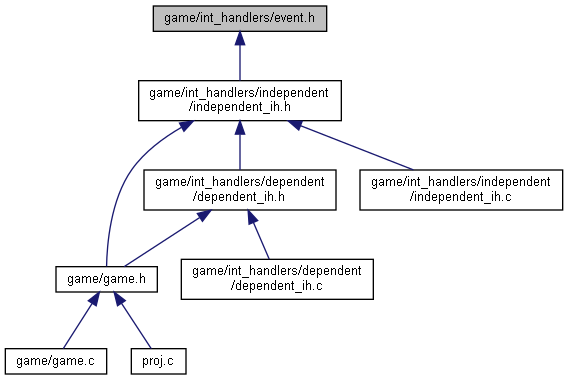 game/int_handlers/event.h
game/int_handlers/independent
/independent_ih.h
game/int_handlers/dependent
/dependent_ih.h
game/int_handlers/independent
/independent_ih.c
game/game.h
game/int_handlers/dependent
/dependent_ih.c
game/game.c
proj.c